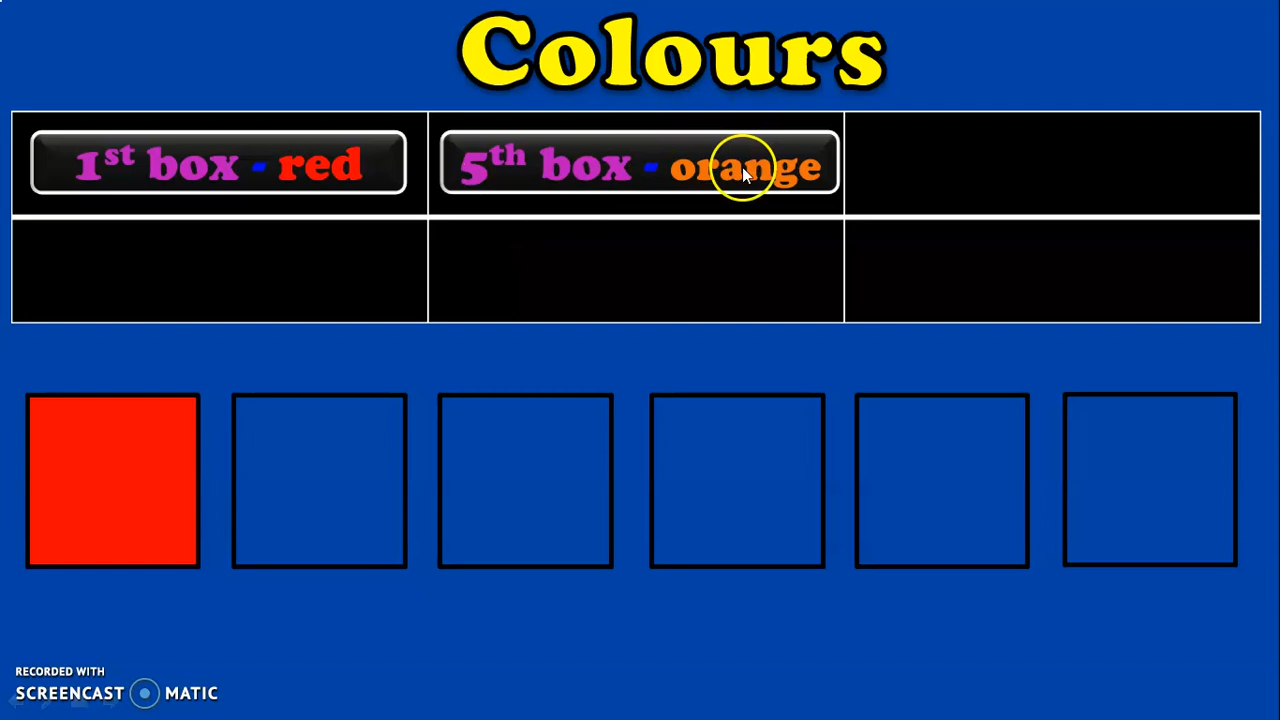 Colours
1st box - red
5th box - orange
RECORDED WITH
SCREENCAST MATIC